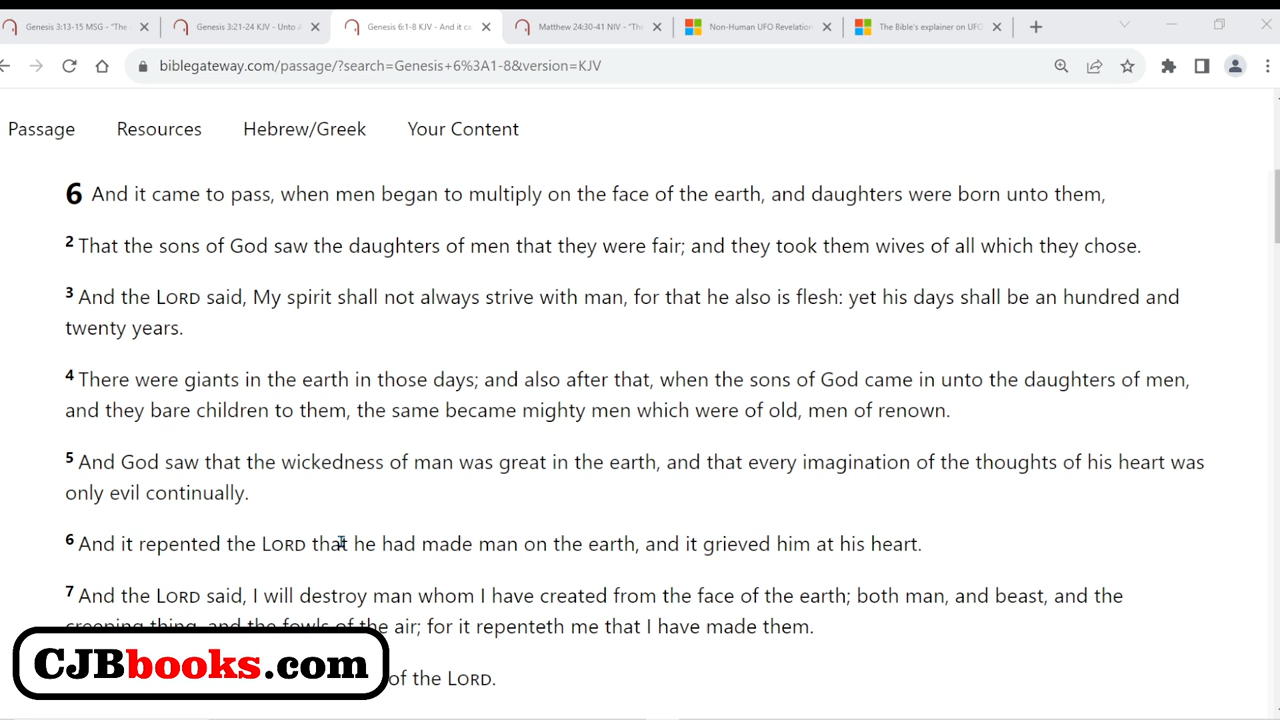 Genesis 3:13-15 MSG - "The
Genesis 3:21-24 KJV - Unto A
Genesis 6:1-8 KJV - And it ca
Matthew 24:30-41 NIV - "The
Non-Human UFO Revelation
The Bible's explainer on UFO
biblegateway.com/passage/?search=Genesis+6%3A1-8&version=KJV
Passage
Resources
Hebrew/Greek
Your Content
6 And it came to pass, when men began to multiply on the face of the earth, and daughters were born unto them,
2 That the sons of God saw the daughters of men that they were fair; and they took them wives of all which they chose.
3 And the LORD said, My spirit shall not always strive with man, for that he also is flesh: yet his days shall be an hundred and
twenty years.
4 There were giants in the earth in those days; and also after that, when the sons of God came in unto the daughters of men,
and they bare children to them, the same became mighty men which were of old, men of renown.
5 And God saw that the wickedness of man was great in the earth, and that every imagination of the thoughts of his heart was
only evil continually.
6 And it repented the LORD that he had made man on the earth, and it grieved him at his heart.
7 And the LORD said, I will destroy man whom I have created from the face of the earth; both man, and beast, and the
creeping thing, and the fowls of the air; for it repenteth me that I have made them.
of the LORD.
CJBbooks.com